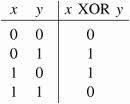 x y x XOR y
0 0 0
0 1 1
1 0 1
1 1 0